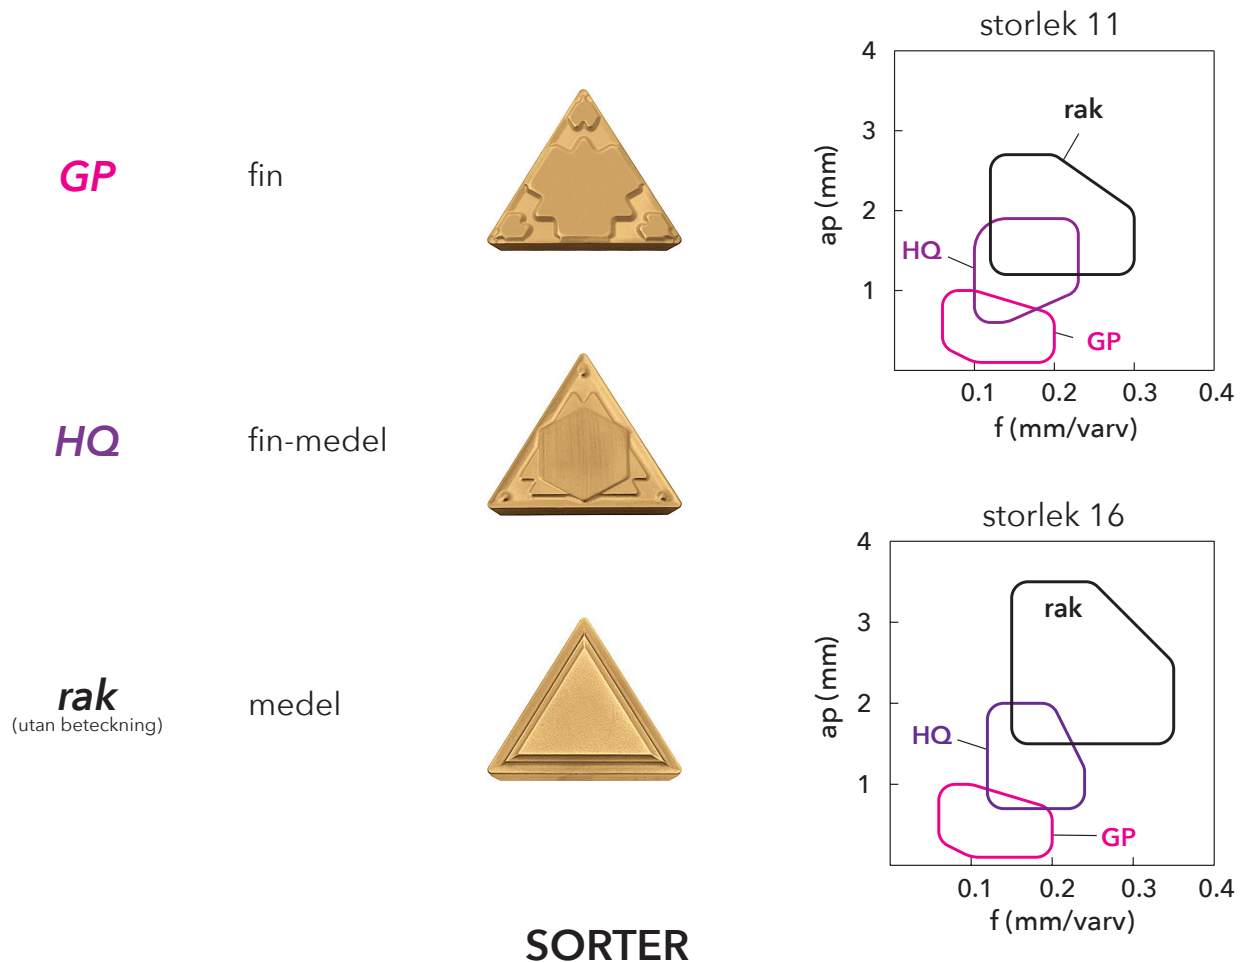 GP
fin
HQ
fin-medel
rak
(utan beteckning)
medel
storlek 11
4
3
2
1
ap (mm)
rak
HQ
GP
0.1 0.2 0.3 0.4
f (mm/varv)
storlek 16
4
3
2
1
ap (mm)
rak
HQ
GP
0.1 0.2 0.3 0.4
f (mm/varv)
SORTER